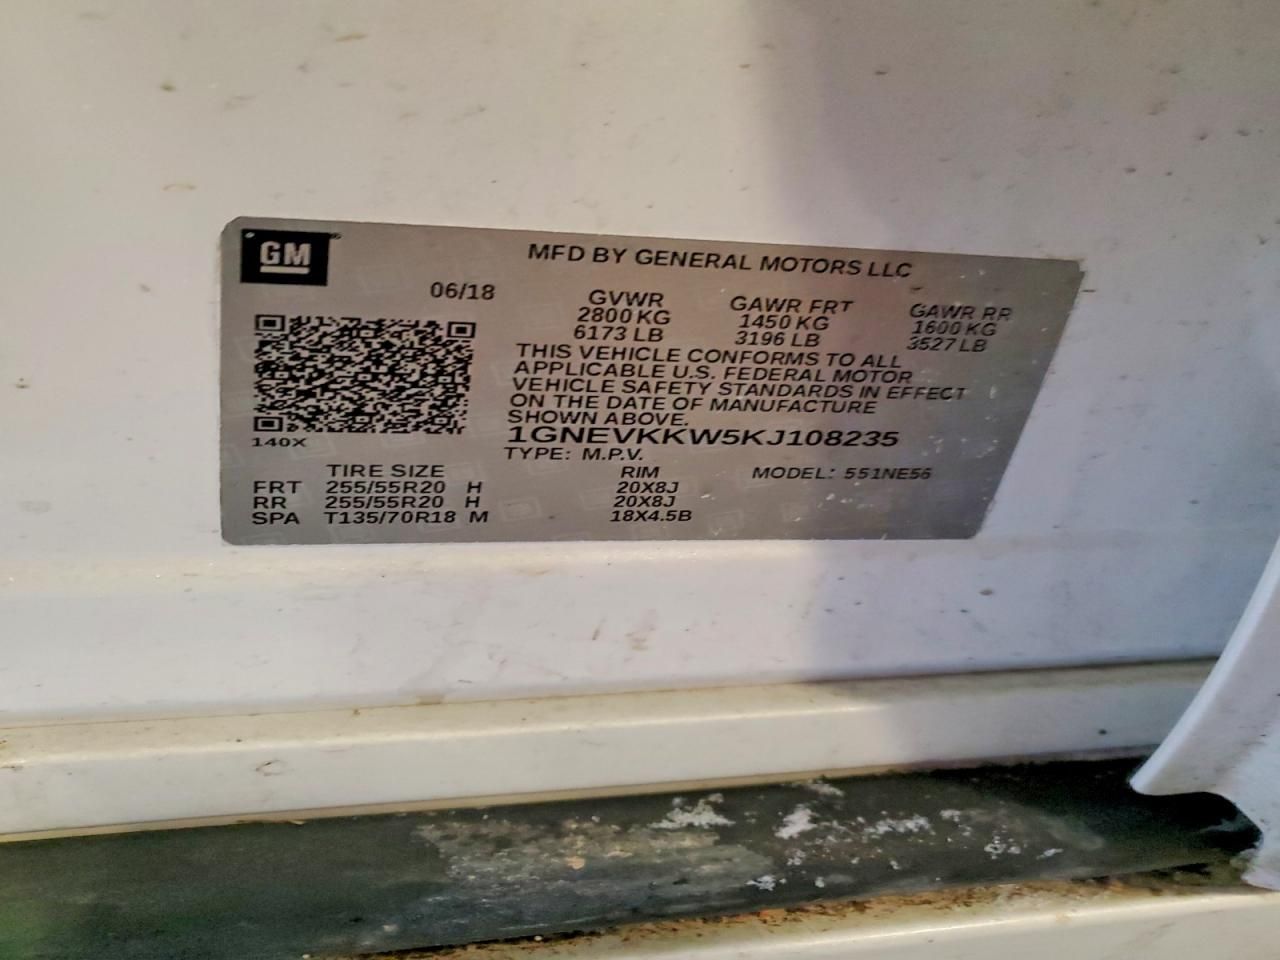 GM
MFD BY GENERAL MOTORS LLC
06/18 GVWR GAWR FRT GAWR RR
2800 KG 1450 KG 1600 KG
6173 LB 3196 LB 3527 LB
THIS VEHICLE CONFORMS TO ALL
APPLICABLE U.S. FEDERAL MOTOR
VEHICLE SAFETY STANDARDS IN EFFECT
ON THE DATE OF MANUFACTURE
SHOWN ABOVE.
1GNEVKKW5KJ108235
140X
TYPE: M.P.V. MODEL: 551NE56
TIRE SIZE RIM
FRT 255/55R20 H 20X8J
RR 255/55R20 H 20X8J
SPA T135/70R18 M 18X4.5B